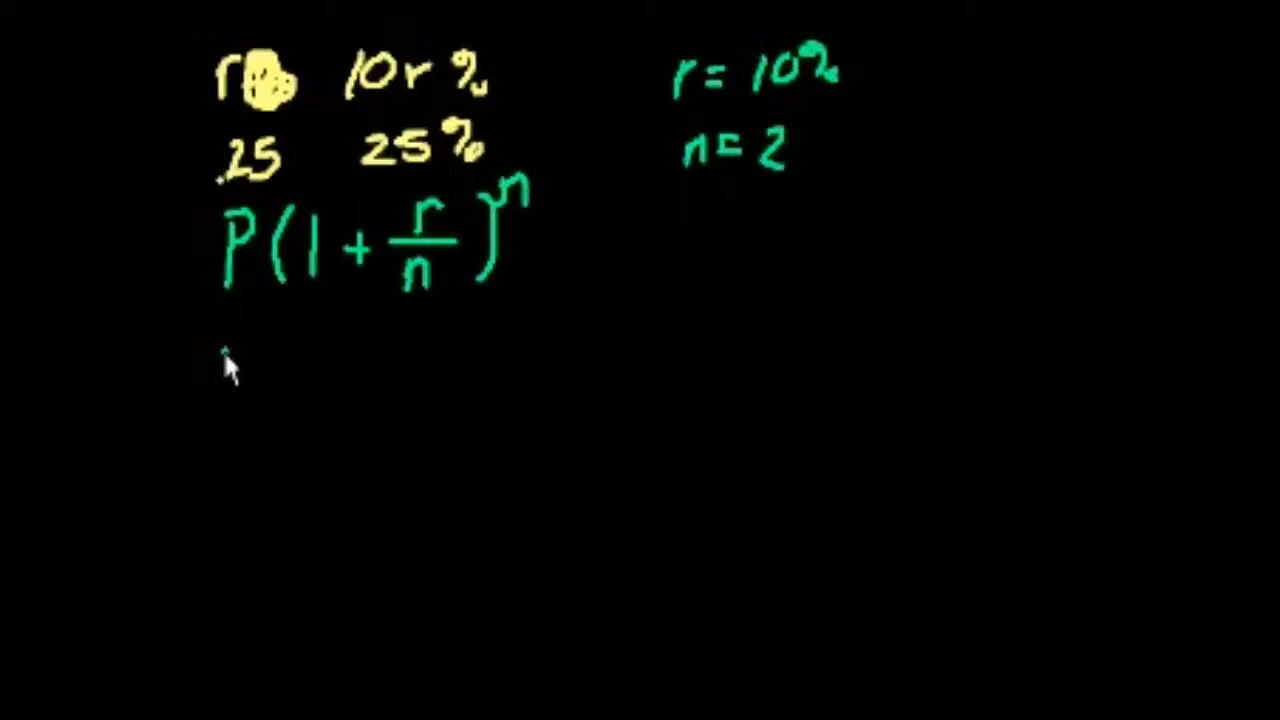 r 10r %
.25 25%
P(1 + r/n)^n
r = 10%
n = 2